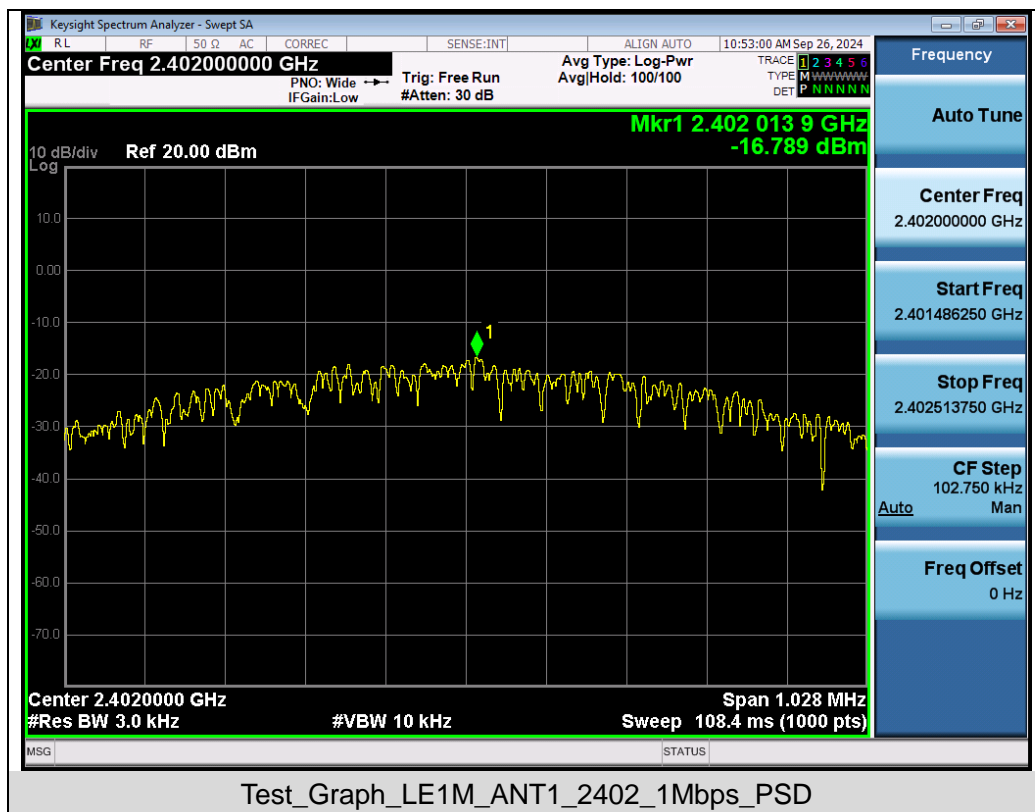 Keysight Spectrum Analyzer - Swept SA
LXI RL RF 50 Ω AC CORREC SENSE:INT ALIGN AUTO 10:53:00 AM Sep 26, 2024
Center Freq 2.402000000 GHz
PNO: Wide
IFGain:Low
Trig: Free Run
#Atten: 30 dB
Avg Type: Log-Pwr
Avg|Hold: 100/100
TRACE 1 2 3 4 5 6
TYPE M WWWWW
DET P N N N N N
Mkr1 2.402 013 9 GHz
-16.789 dBm
10 dB/div Ref 20.00 dBm
Log
10.0
0.00
-10.0
-20.0
-30.0
-40.0
-50.0
-60.0
-70.0
1
Center 2.4020000 GHz Span 1.028 MHz
#Res BW 3.0 kHz #VBW 10 kHz Sweep 108.4 ms (1000 pts)
MSG STATUS
Frequency
Auto Tune
Center Freq
2.402000000 GHz
Start Freq
2.401486250 GHz
Stop Freq
2.402513750 GHz
CF Step
102.750 kHz
Auto Man
Freq Offset
0 Hz
Test_Graph_LE1M_ANT1_2402_1Mbps_PSD